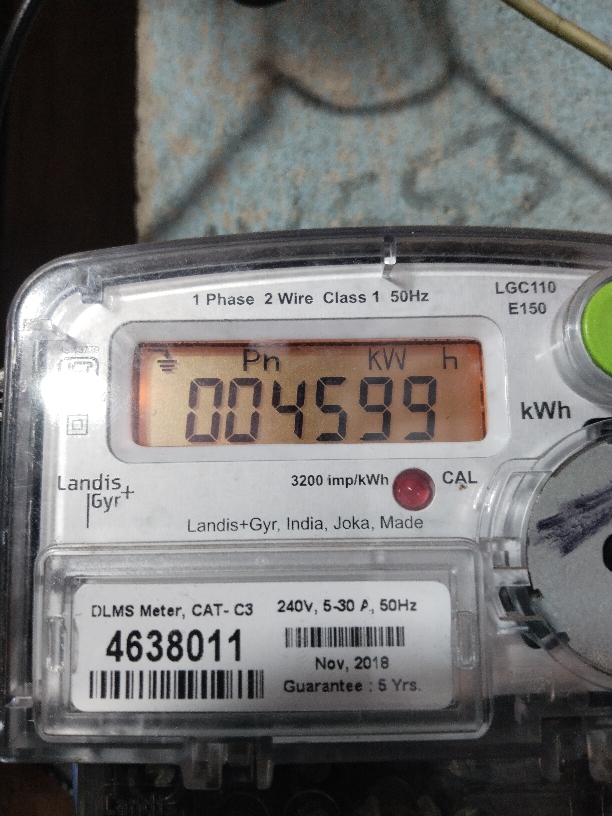 1 Phase 2 Wire Class 1 50Hz
LGC110
E150
Pn kW h
004599
kWh
3200 imp/kWh
CAL
Landis
Gyr+
Landis+Gyr, India, Joka, Made
DLMS Meter, CAT- C3
240V, 5-30 A, 50Hz
4638011
Nov, 2018
Guarantee : 5 Yrs.